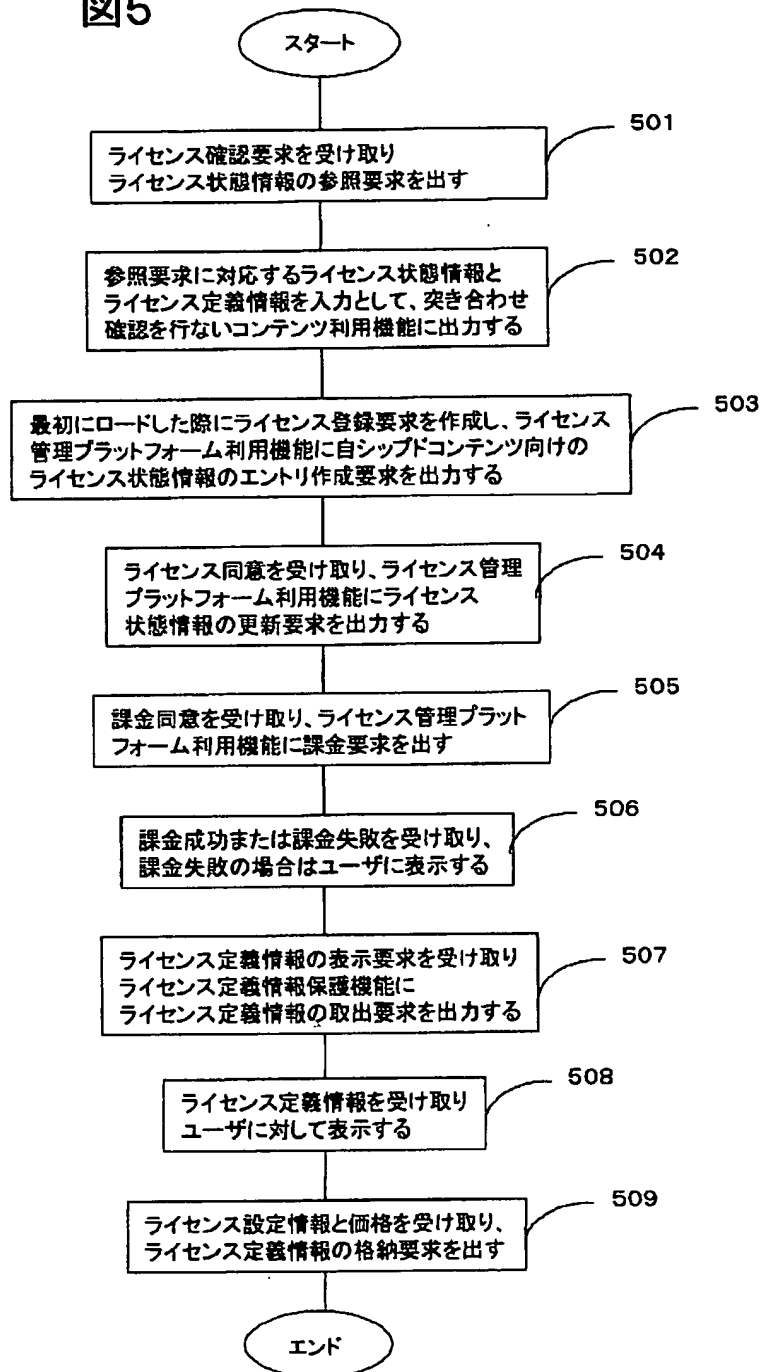 図5
スタート
501
ライセンス確認要求を受け取り
ライセンス状態情報の参照要求を出す
502
参照要求に対応するライセンス状態情報と
ライセンス定義情報を入力として、突き合わせ
確認を行ないコンテンツ利用機能に出力する
503
最初にロードした際にライセンス登録要求を作成し、ライセンス
管理プラットフォーム利用機能に自シップドコンテンツ向けの
ライセンス状態情報のエントリ作成要求を出力する
504
ライセンス同意を受け取り、ライセンス管理
プラットフォーム利用機能にライセンス
状態情報の更新要求を出力する
505
課金同意を受け取り、ライセンス管理プラット
フォーム利用機能に課金要求を出す
506
課金成功または課金失敗を受け取り、
課金失敗の場合はユーザに表示する
507
ライセンス定義情報の表示要求を受け取り
ライセンス定義情報保護機能に
ライセンス定義情報の取出要求を出力する
508
ライセンス定義情報を受け取り
ユーザに対して表示する
509
ライセンス設定情報と価格を受け取り、
ライセンス定義情報の格納要求を出す
エンド